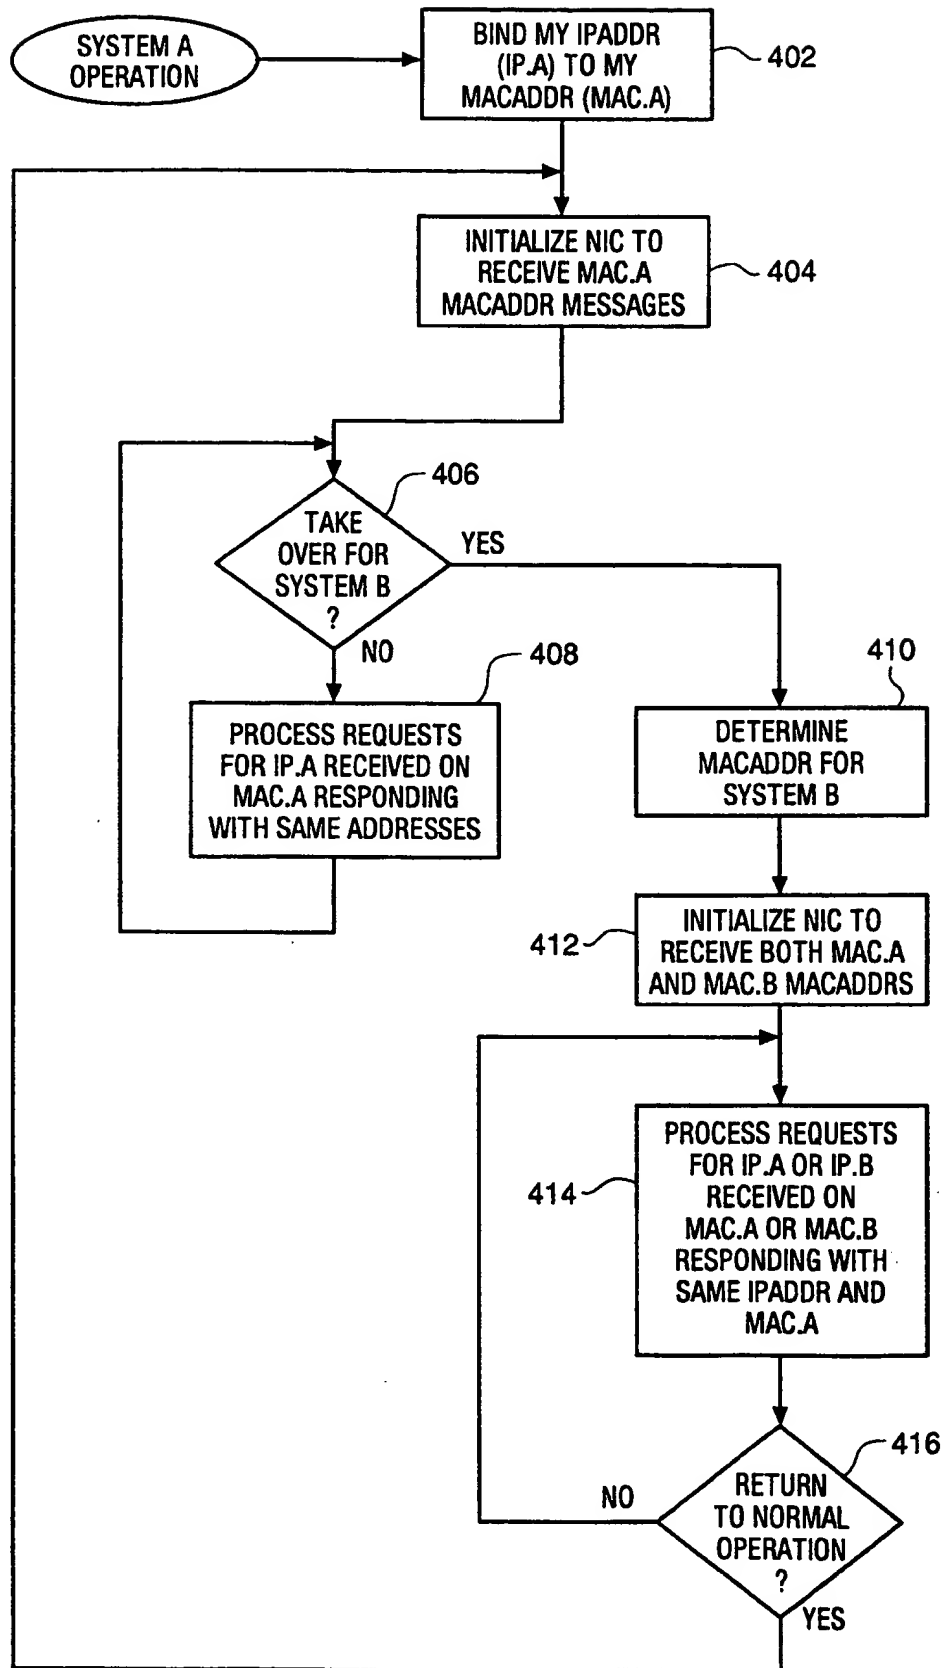 SYSTEM A
OPERATION
BIND MY IPADDR
(IP.A) TO MY
MACADDR (MAC.A)
402
INITIALIZE NIC TO
RECEIVE MAC.A
MACADDR MESSAGES
404
406
TAKE
OVER FOR
SYSTEM B
?
YES
NO
408
PROCESS REQUESTS
FOR IP.A RECEIVED ON
MAC.A RESPONDING
WITH SAME ADDRESSES
410
DETERMINE
MACADDR FOR
SYSTEM B
412
INITIALIZE NIC TO
RECEIVE BOTH MAC.A
AND MAC.B MACADDRS
414
PROCESS REQUESTS
FOR IP.A OR IP.B
RECEIVED ON
MAC.A OR MAC.B
RESPONDING WITH
SAME IPADDR AND
MAC.A
416
RETURN
TO NORMAL
OPERATION
?
NO
YES